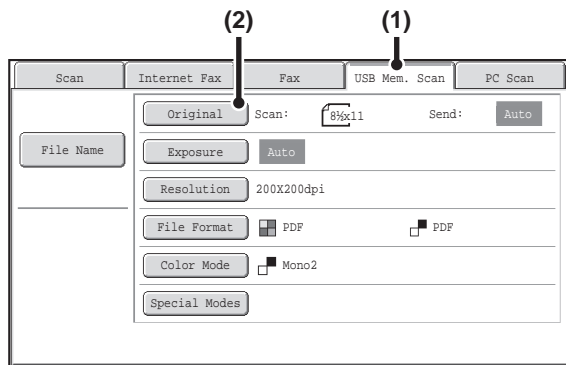 (2) (1)
Scan Internet Fax Fax USB Mem. Scan PC Scan
Original Scan: 8½x11 Send: Auto
File Name Exposure Auto
Resolution 200X200dpi
File Format PDF PDF
Color Mode Mono2
Special Modes